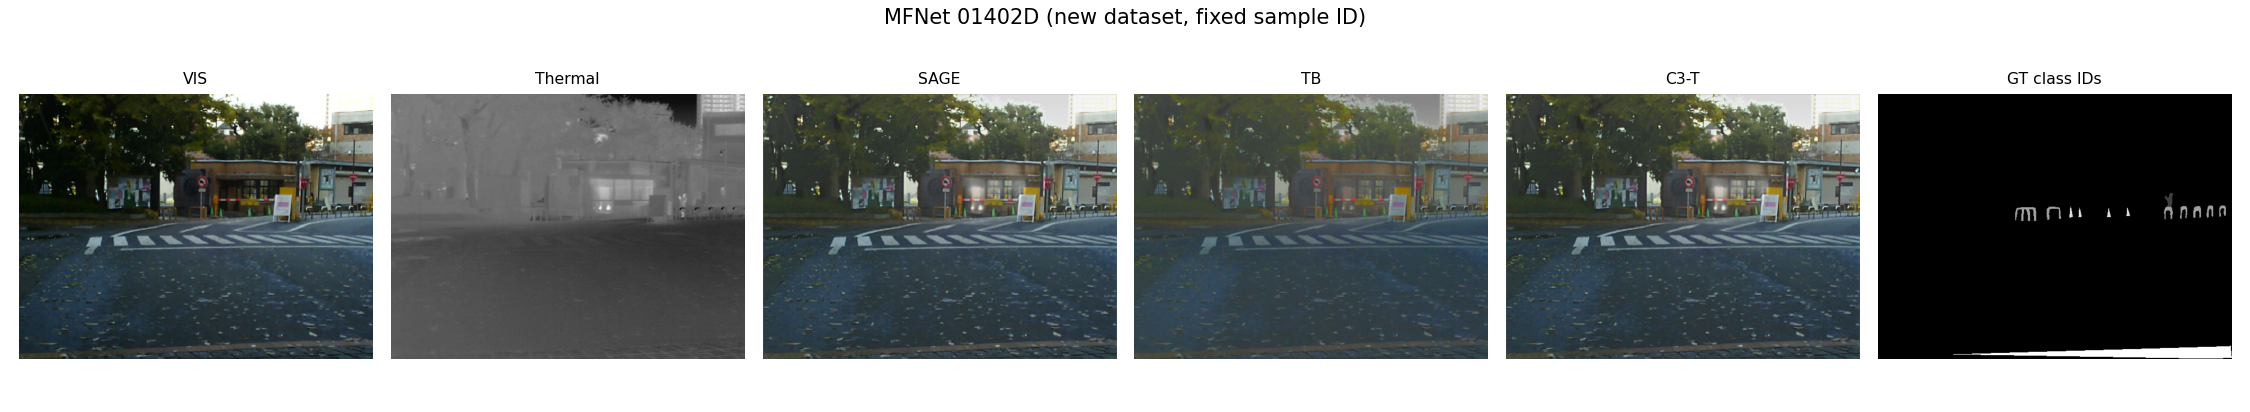 MFNet 01402D (new dataset, fixed sample ID)
VIS
Thermal
SAGE
TB
C3-T
GT class IDs